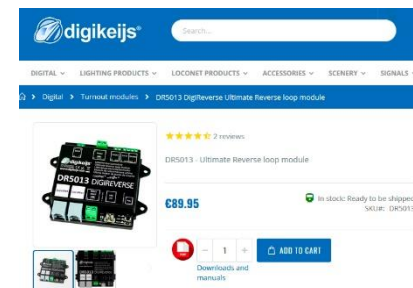 digikeijs®
Search...
DIGITAL
LIGHTING PRODUCTS
LOCONET PRODUCTS
ACCESSORIES
SCENERY
SIGNALS
> Digital > Turnout modules > DR5013 DigiReverse Ultimate Reverse loop module
2 reviews
DR5013 - Ultimate Reverse loop module
digikeijs
DR5013 DIGIREVERSE
€89.95
In stock: Ready to be shipped
SKU#: DR5013
- 1 +
ADD TO CART
Downloads and
manuals